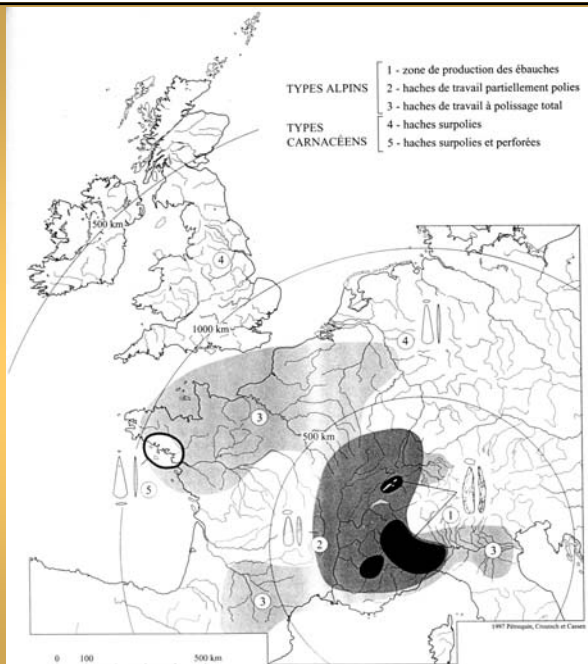 TYPES ALPINS
1 - zone de production des ébauches
2 - haches de travail partiellement polies
3 - haches de travail à polissage total
TYPES CARNACÉENS
4 - haches surpolies
5 - haches surpolies et perforées
500 km
4
1000 km
4
3
500 km
5
1
2
3
3
1997 Pétrequin, Croutsch et Cassen
0 100 500 km